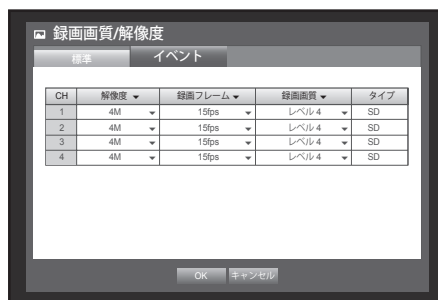 録画画質/解像度
標準 イベント
CH 解像度 録画フレーム 録画画質 タイプ
1 4M 15fps レベル 4 SD
2 4M 15fps レベル 4 SD
3 4M 15fps レベル 4 SD
4 4M 15fps レベル 4 SD
OK キャンセル